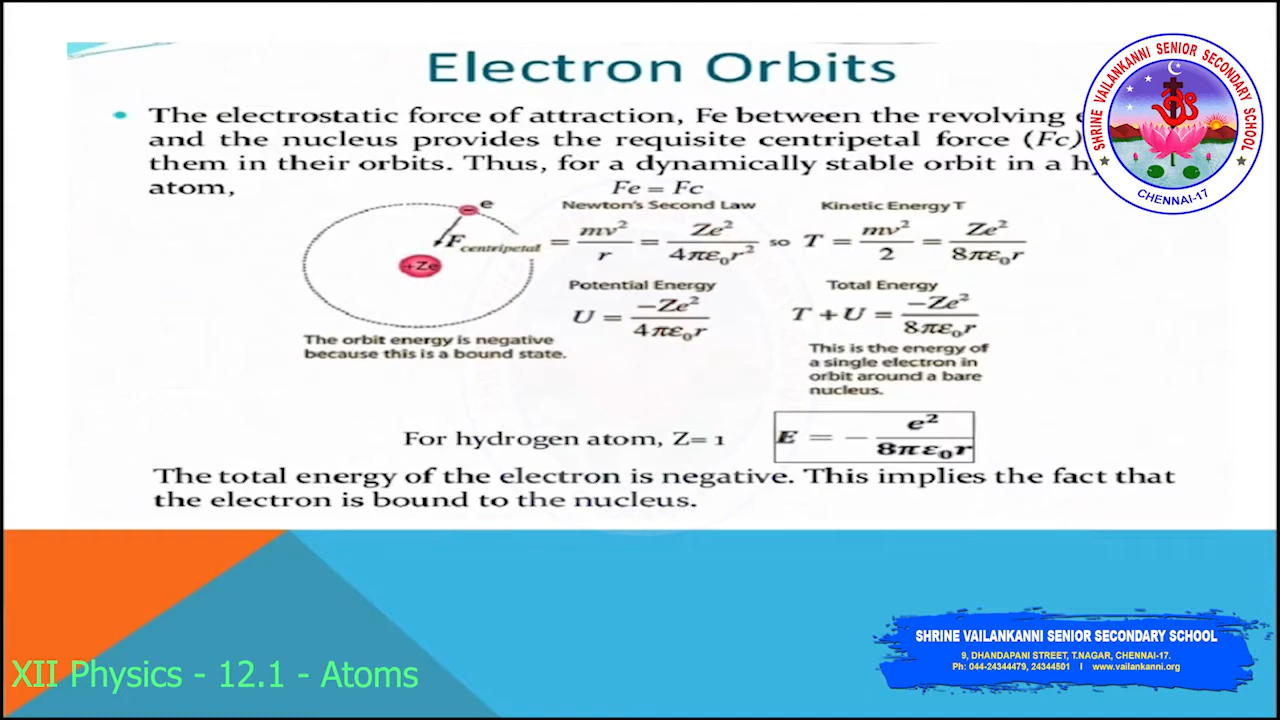 Electron Orbits
• The electrostatic force of attraction, Fe between the revolving
and the nucleus provides the requisite centripetal force (Fc)
them in their orbits. Thus, for a dynamically stable orbit in a
atom,
Fe = Fc
e
−
+Ze
F centripetal
Newton's Second Law
= mv²/r = Ze²/4πε₀r² so
Kinetic Energy T
T = mv²/2 = Ze²/8πε₀r
Potential Energy
U = −Ze²/4πε₀r
Total Energy
T + U = −Ze²/8πε₀r
The orbit energy is negative
because this is a bound state.
This is the energy of
a single electron in
orbit around a bare
nucleus.
For hydrogen atom, Z= 1
E = − e²/8πε₀r
The total energy of the electron is negative. This implies the fact that
the electron is bound to the nucleus.
SHRINE VAILANKANNI SENIOR SECONDARY SCHOOL
CHENNAI-17
XII Physics - 12.1 - Atoms
SHRINE VAILANKANNI SENIOR SECONDARY SCHOOL
9, DHANDAPANI STREET, T.NAGAR, CHENNAI-17.
Ph: 044-24344479, 24344501 I www.vailankanni.org